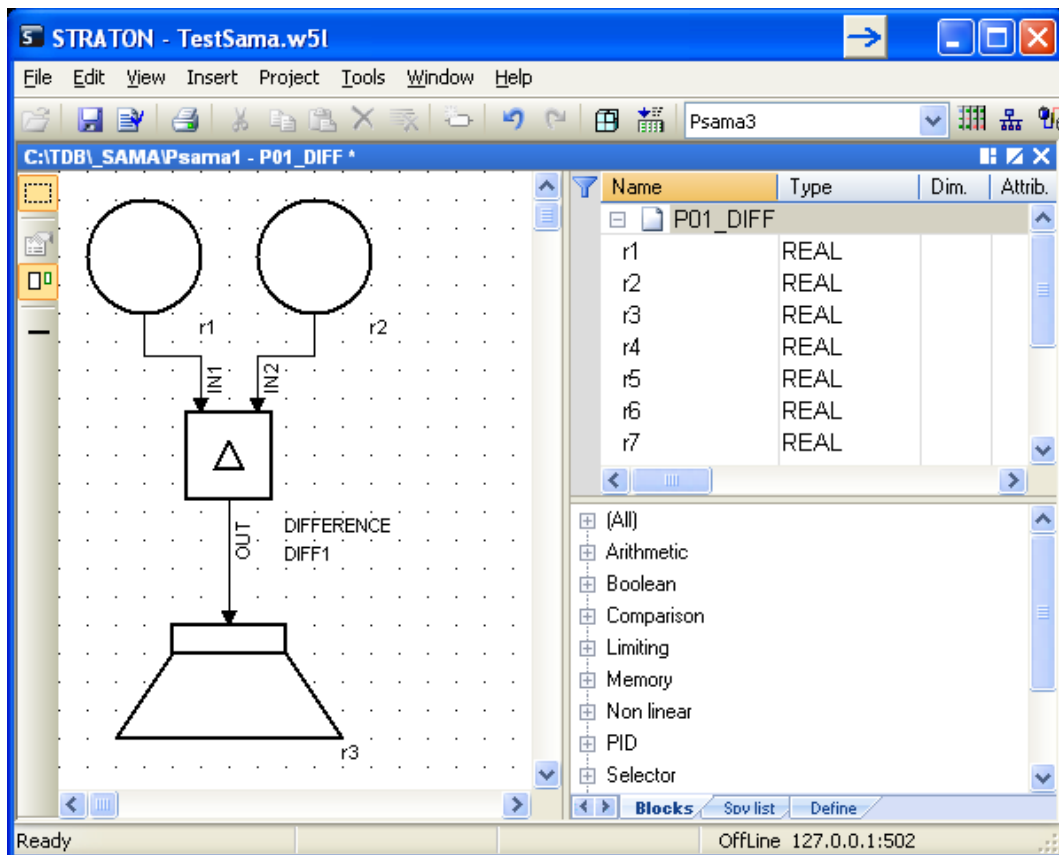 STRATON - TestSama.w5l
File Edit View Insert Project Tools Window Help
Psama3
C:\TDB\_SAMA\Psama1 - P01_DIFF *
Name Type Dim. Attrib.
P01_DIFF
r1 REAL
r2 REAL
r3 REAL
r4 REAL
r5 REAL
r6 REAL
r7 REAL
r1
r2
IN1
IN2
Δ
OUT
DIFFERENCE
DIFF1
r3
(All)
Arithmetic
Boolean
Comparison
Limiting
Memory
Non linear
PID
Selector
Blocks Spy list Define
Ready
OffLine 127.0.0.1:502